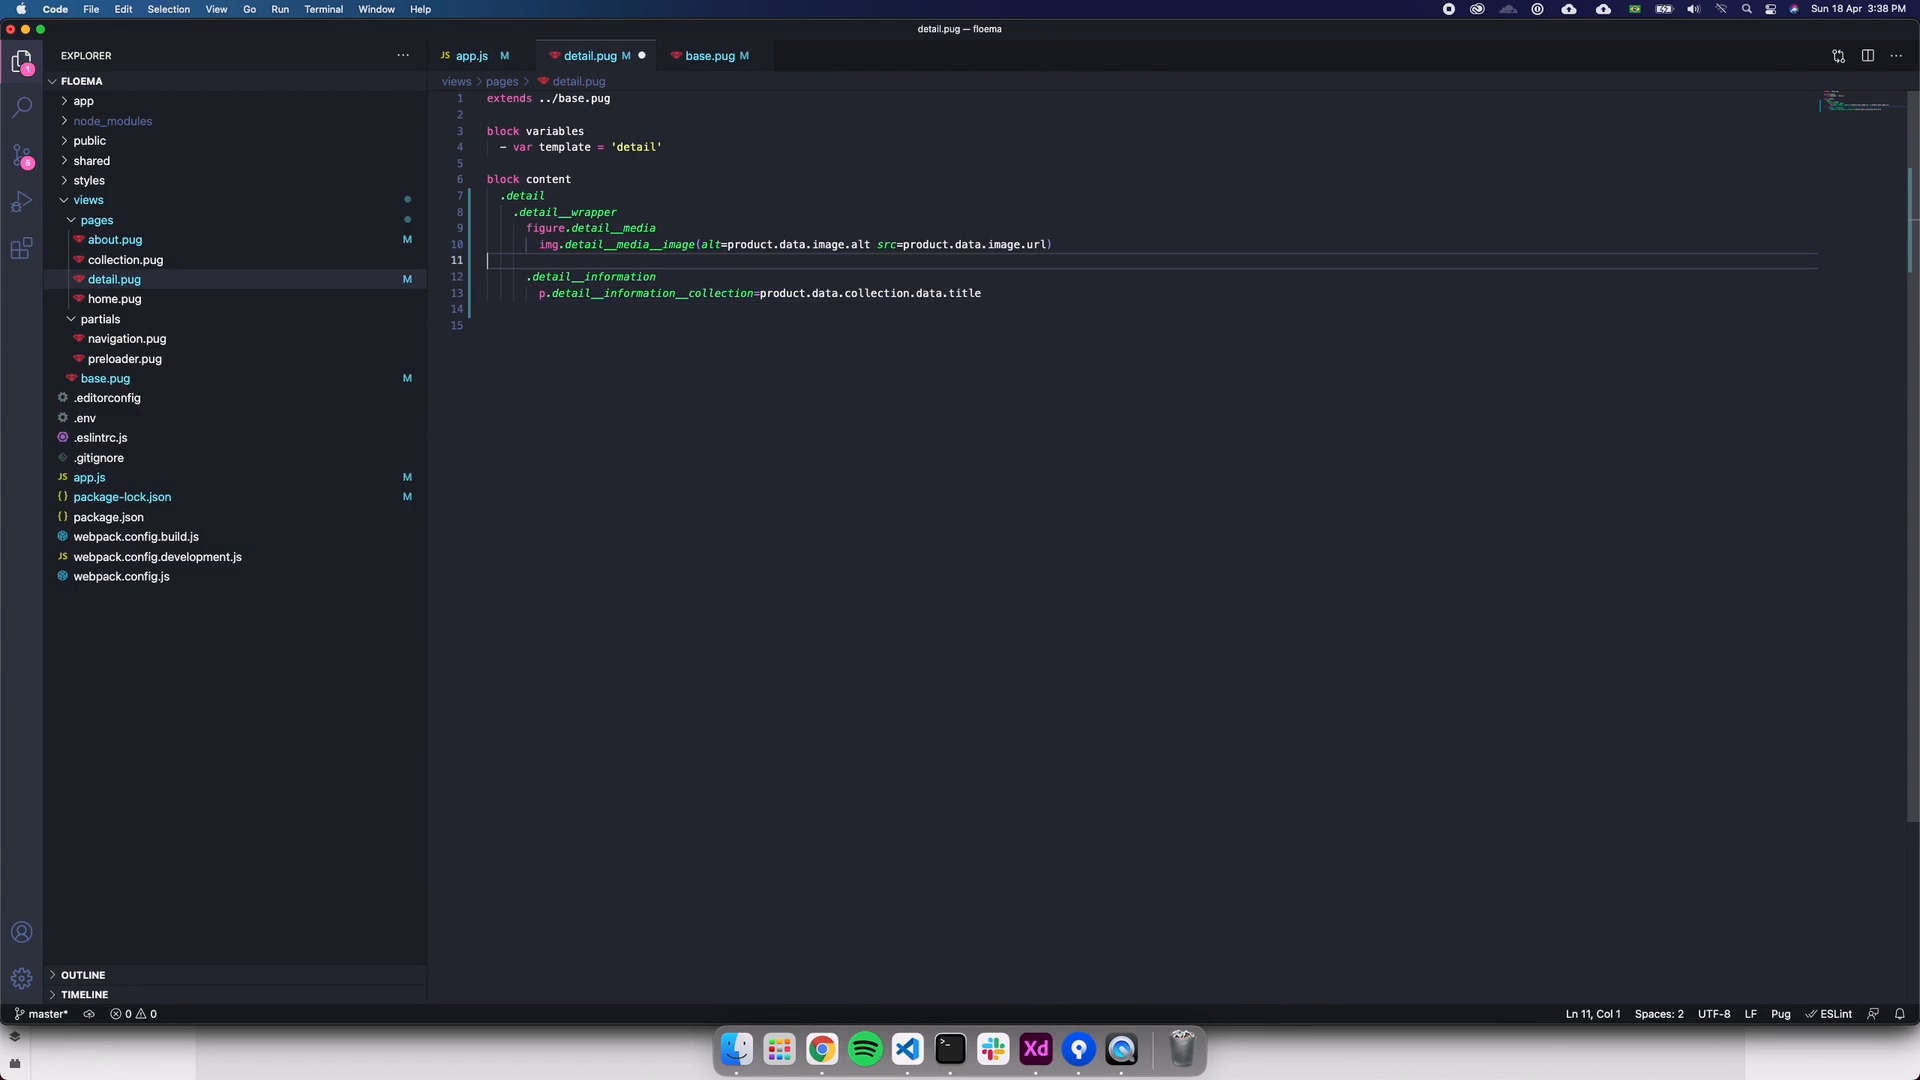 Code File Edit Selection View Go Run Terminal Window Help
Sun 18 Apr 3:38 PM
detail.pug — floema
EXPLORER
FLOEMA
app
node_modules
public
shared
styles
views
pages
about.pug M
collection.pug
detail.pug M
home.pug
partials
navigation.pug
preloader.pug
base.pug M
.editorconfig
.env
.eslintrc.js
.gitignore
JS app.js M
{} package-lock.json M
{} package.json
webpack.config.build.js
JS webpack.config.development.js
webpack.config.js
OUTLINE
TIMELINE
1
5
JS app.js M
detail.pug M
base.pug M
views > pages > detail.pug
1 extends ../base.pug
2
3 block variables
4 - var template = 'detail'
5
6 block content
7 .detail
8 .detail__wrapper
9 figure.detail__media
10 img.detail__media__image(alt=product.data.image.alt src=product.data.image.url)
11
12 .detail__information
13 p.detail__information__collection=product.data.collection.data.title
14
15
master* 0 0
Ln 11, Col 1 Spaces: 2 UTF-8 LF Pug ESLint
Xd